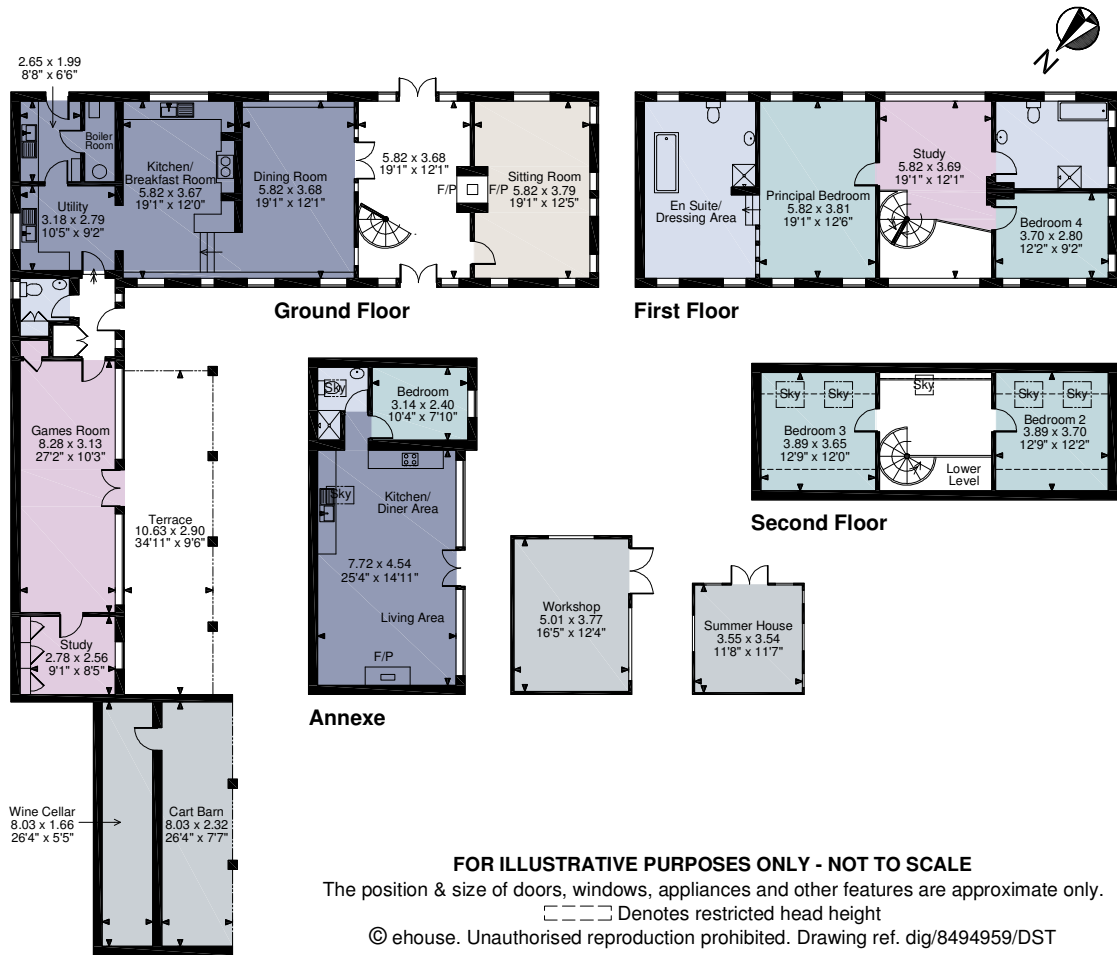 2.65 x 1.99
8'8" x 6'6"
N
Boiler
Room
Kitchen/
Breakfast Room
5.82 x 3.67
19'1" x 12'0"
Dining Room
5.82 x 3.68
19'1" x 12'1"
5.82 x 3.68
19'1" x 12'1"
F/P
F/P
Sitting Room
5.82 x 3.79
19'1" x 12'5"
Utility
3.18 x 2.79
10'5" x 9'2"
Ground Floor
En Suite/
Dressing Area
Principal Bedroom
5.82 x 3.81
19'1" x 12'6"
Study
5.82 x 3.69
19'1" x 12'1"
Bedroom 4
3.70 x 2.80
12'2" x 9'2"
First Floor
Games Room
8.28 x 3.13
27'2" x 10'3"
Terrace
10.63 x 2.90
34'11" x 9'6"
Study
2.78 x 2.56
9'1" x 8'5"
Sky
Bedroom
3.14 x 2.40
10'4" x 7'10"
Sky
Kitchen/
Diner Area
7.72 x 4.54
25'4" x 14'11"
Living Area
F/P
Annexe
Sky
Sky
Sky
Sky
Sky
Bedroom 3
3.89 x 3.65
12'9" x 12'0"
Bedroom 2
3.89 x 3.70
12'9" x 12'2"
Lower
Level
Second Floor
Workshop
5.01 x 3.77
16'5" x 12'4"
Summer House
3.55 x 3.54
11'8" x 11'7"
Wine Cellar
8.03 x 1.66
26'4" x 5'5"
Cart Barn
8.03 x 2.32
26'4" x 7'7"
FOR ILLUSTRATIVE PURPOSES ONLY - NOT TO SCALE
The position & size of doors, windows, appliances and other features are approximate only.
Denotes restricted head height
© ehouse. Unauthorised reproduction prohibited. Drawing ref. dig/8494959/DST